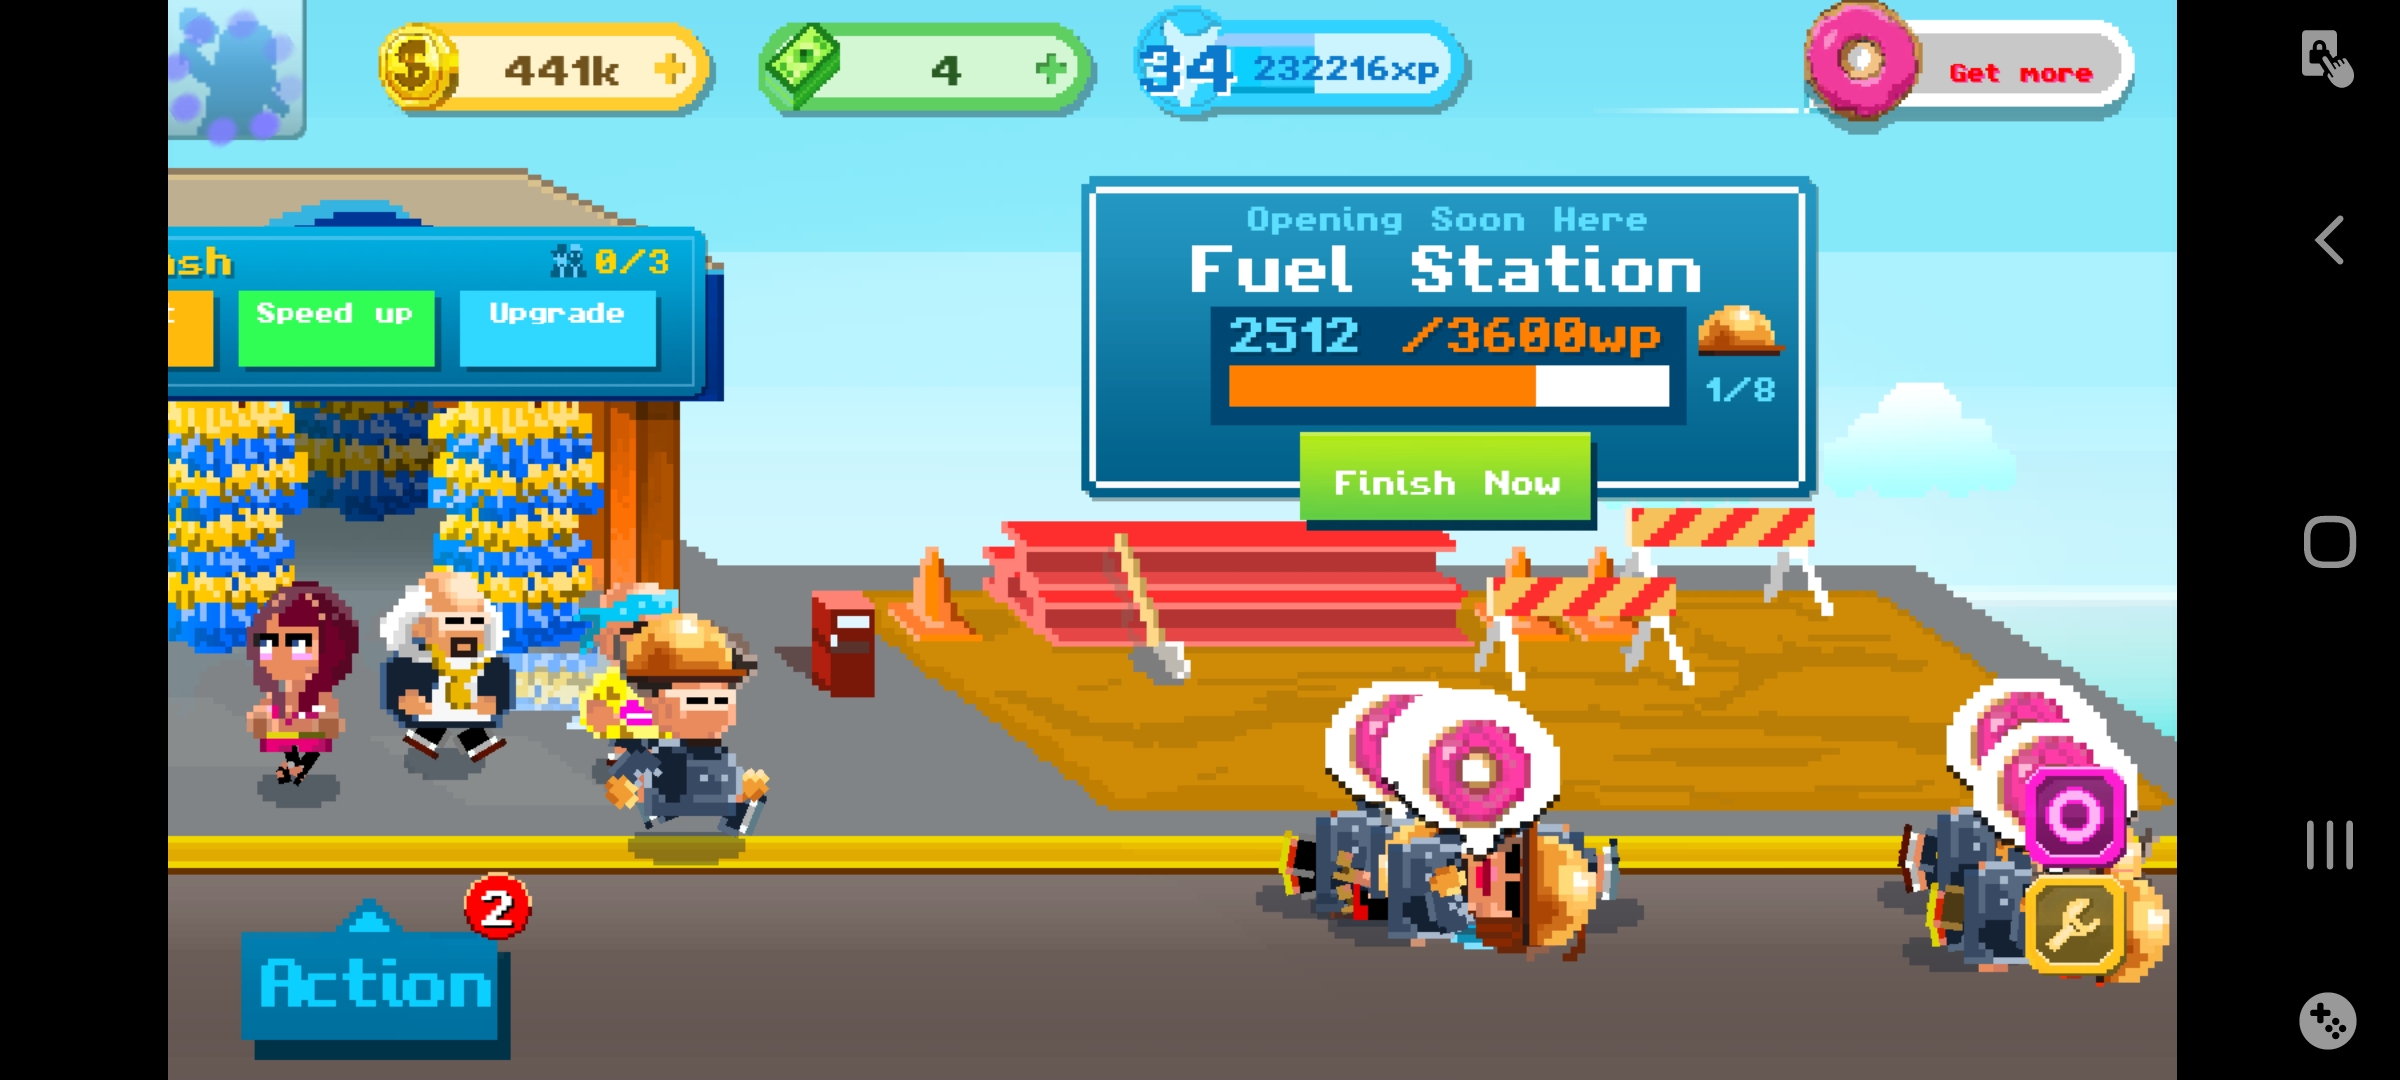 441k
4
34 232216xp
Get more
Opening Soon Here
Fuel Station
2512 /3600wp
1/8
Finish Now
0/3
Speed up
Upgrade
2
Action